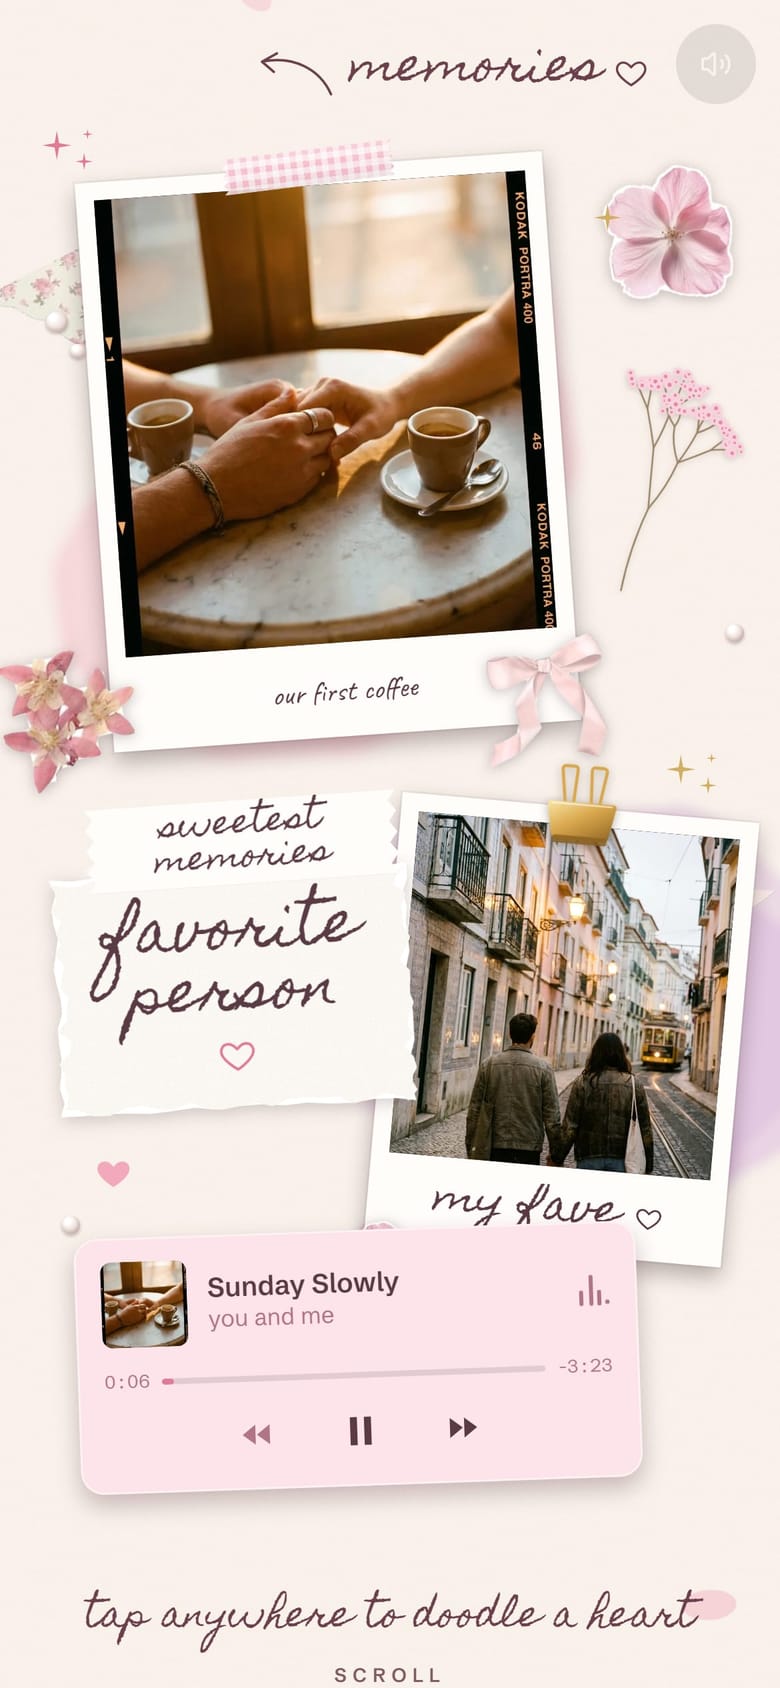 memories
KODAK PORTRA 400
1
46
KODAK PORTRA 400
our first coffee
sweetest
memories
favorite
person
my fave
Sunday Slowly
you and me
0:06
-3:23
tap anywhere to doodle a heart
SCROLL